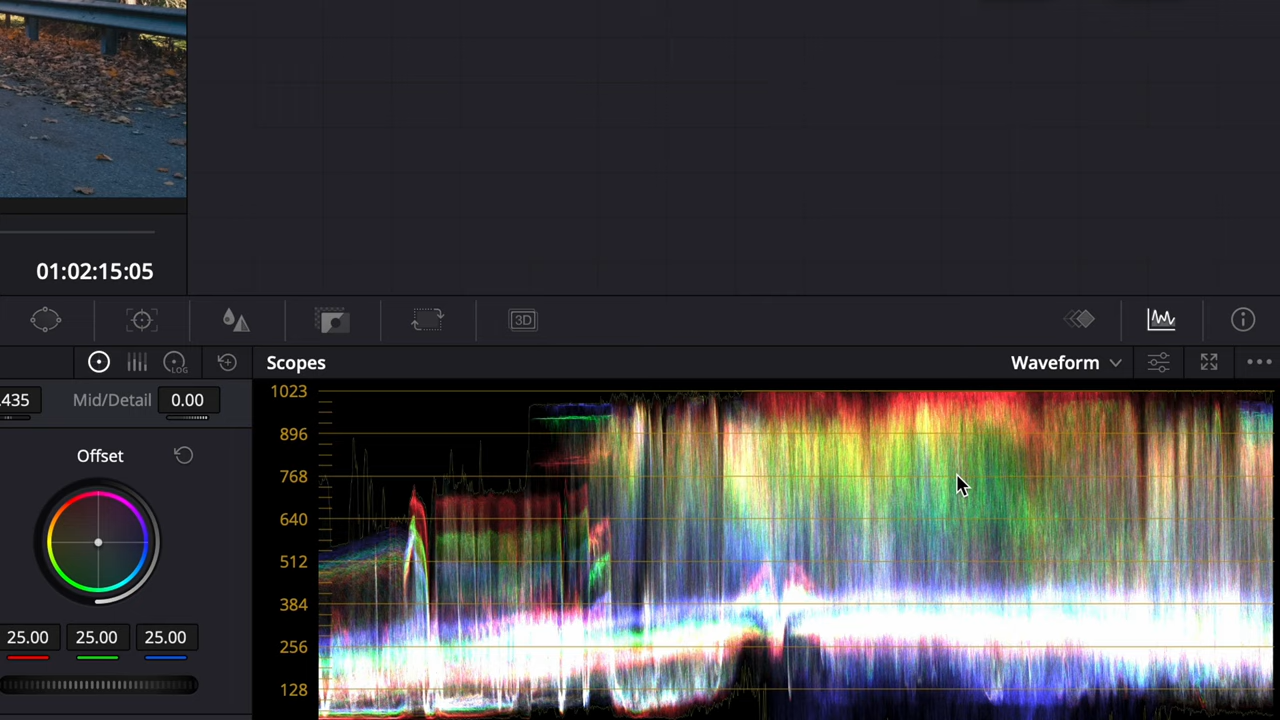 01:02:15:05
3D
LOG
Scopes
Waveform
.435
Mid/Detail
0.00
Offset
25.00 25.00 25.00
1023
896
768
640
512
384
256
128